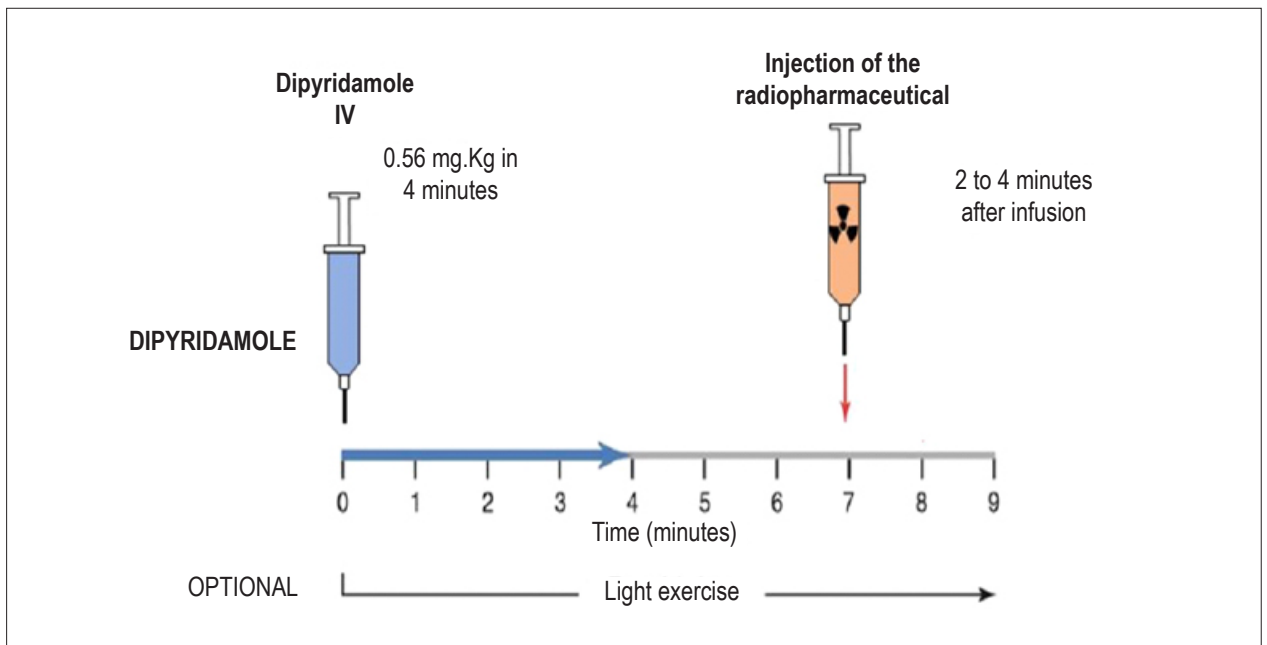 Dipyridamole
IV
0.56 mg.Kg in
4 minutes
Injection of the
radiopharmaceutical
2 to 4 minutes
after infusion
DIPYRIDAMOLE
0 1 2 3 4 5 6 7 8 9
Time (minutes)
OPTIONAL Light exercise